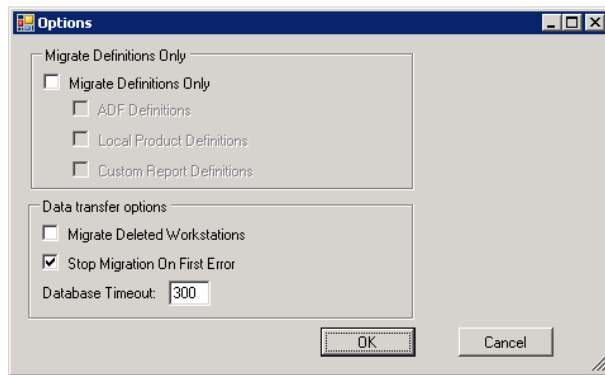 Options
Migrate Definitions Only
Migrate Definitions Only
ADF Definitions
Local Product Definitions
Custom Report Definitions
Data transfer options
Migrate Deleted Workstations
Stop Migration On First Error
Database Timeout: 300
OK Cancel